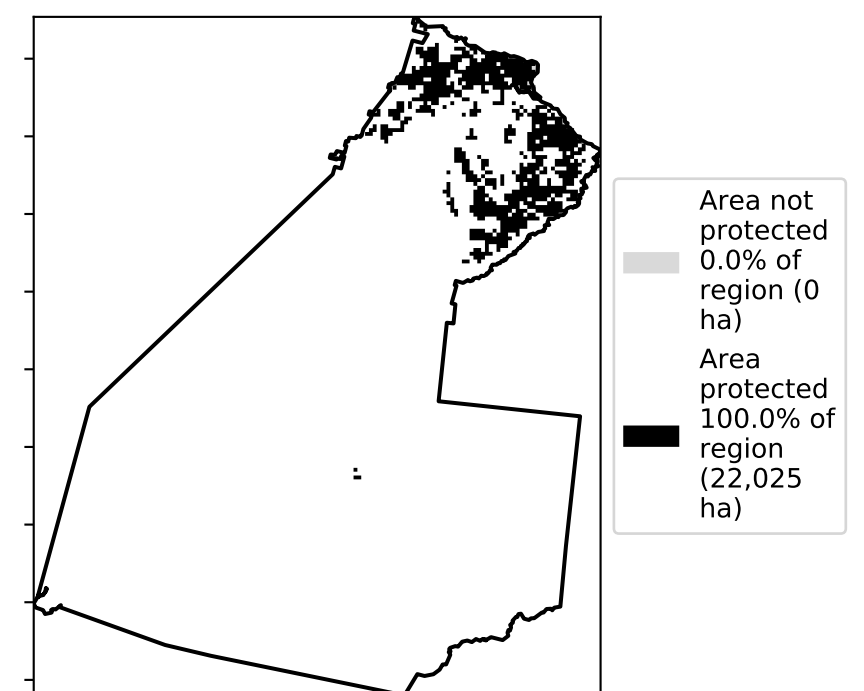 Area not
protected
0.0% of
region (0
ha)
Area
protected
100.0% of
region
(22,025
ha)